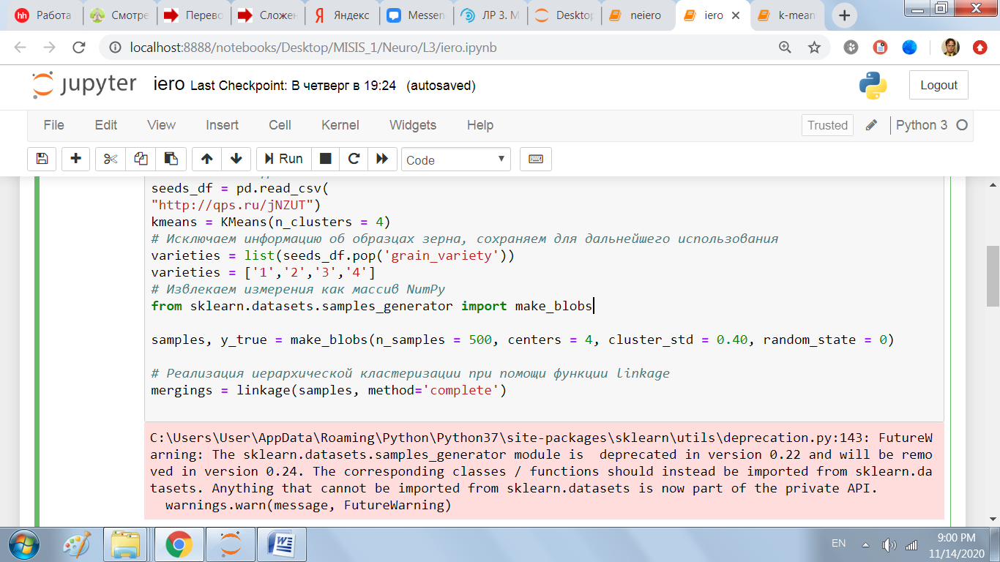 Работа
Смотре
Перево
Сложен
Яндекс
Messen
ЛР 3. М
Desktop
neiero
iero
k-mean
localhost:8888/notebooks/Desktop/MISIS_1/Neuro/L3/iero.ipynb
jupyter iero Last Checkpoint: В четверг в 19:24 (autosaved)
Logout
File Edit View Insert Cell Kernel Widgets Help
Trusted
Python 3
Run
Code
seeds_df = pd.read_csv(
"http://qps.ru/jNZUT")
kmeans = KMeans(n_clusters = 4)
# Исключаем информацию об образцах зерна, сохраняем для дальнейшего использования
varieties = list(seeds_df.pop('grain_variety'))
varieties = ['1','2','3','4']
# Извлекаем измерения как массив NumPy
from sklearn.datasets.samples_generator import make_blobs
samples, y_true = make_blobs(n_samples = 500, centers = 4, cluster_std = 0.40, random_state = 0)
# Реализация иерархической кластеризации при помощи функции linkage
mergings = linkage(samples, method='complete')
C:\Users\User\AppData\Roaming\Python\Python37\site-packages\sklearn\utils\deprecation.py:143: FutureW
arning: The sklearn.datasets.samples_generator module is  deprecated in version 0.22 and will be remo
ved in version 0.24. The corresponding classes / functions should instead be imported from sklearn.da
tasets. Anything that cannot be imported from sklearn.datasets is now part of the private API.
warnings.warn(message, FutureWarning)
EN
9:00 PM
11/14/2020